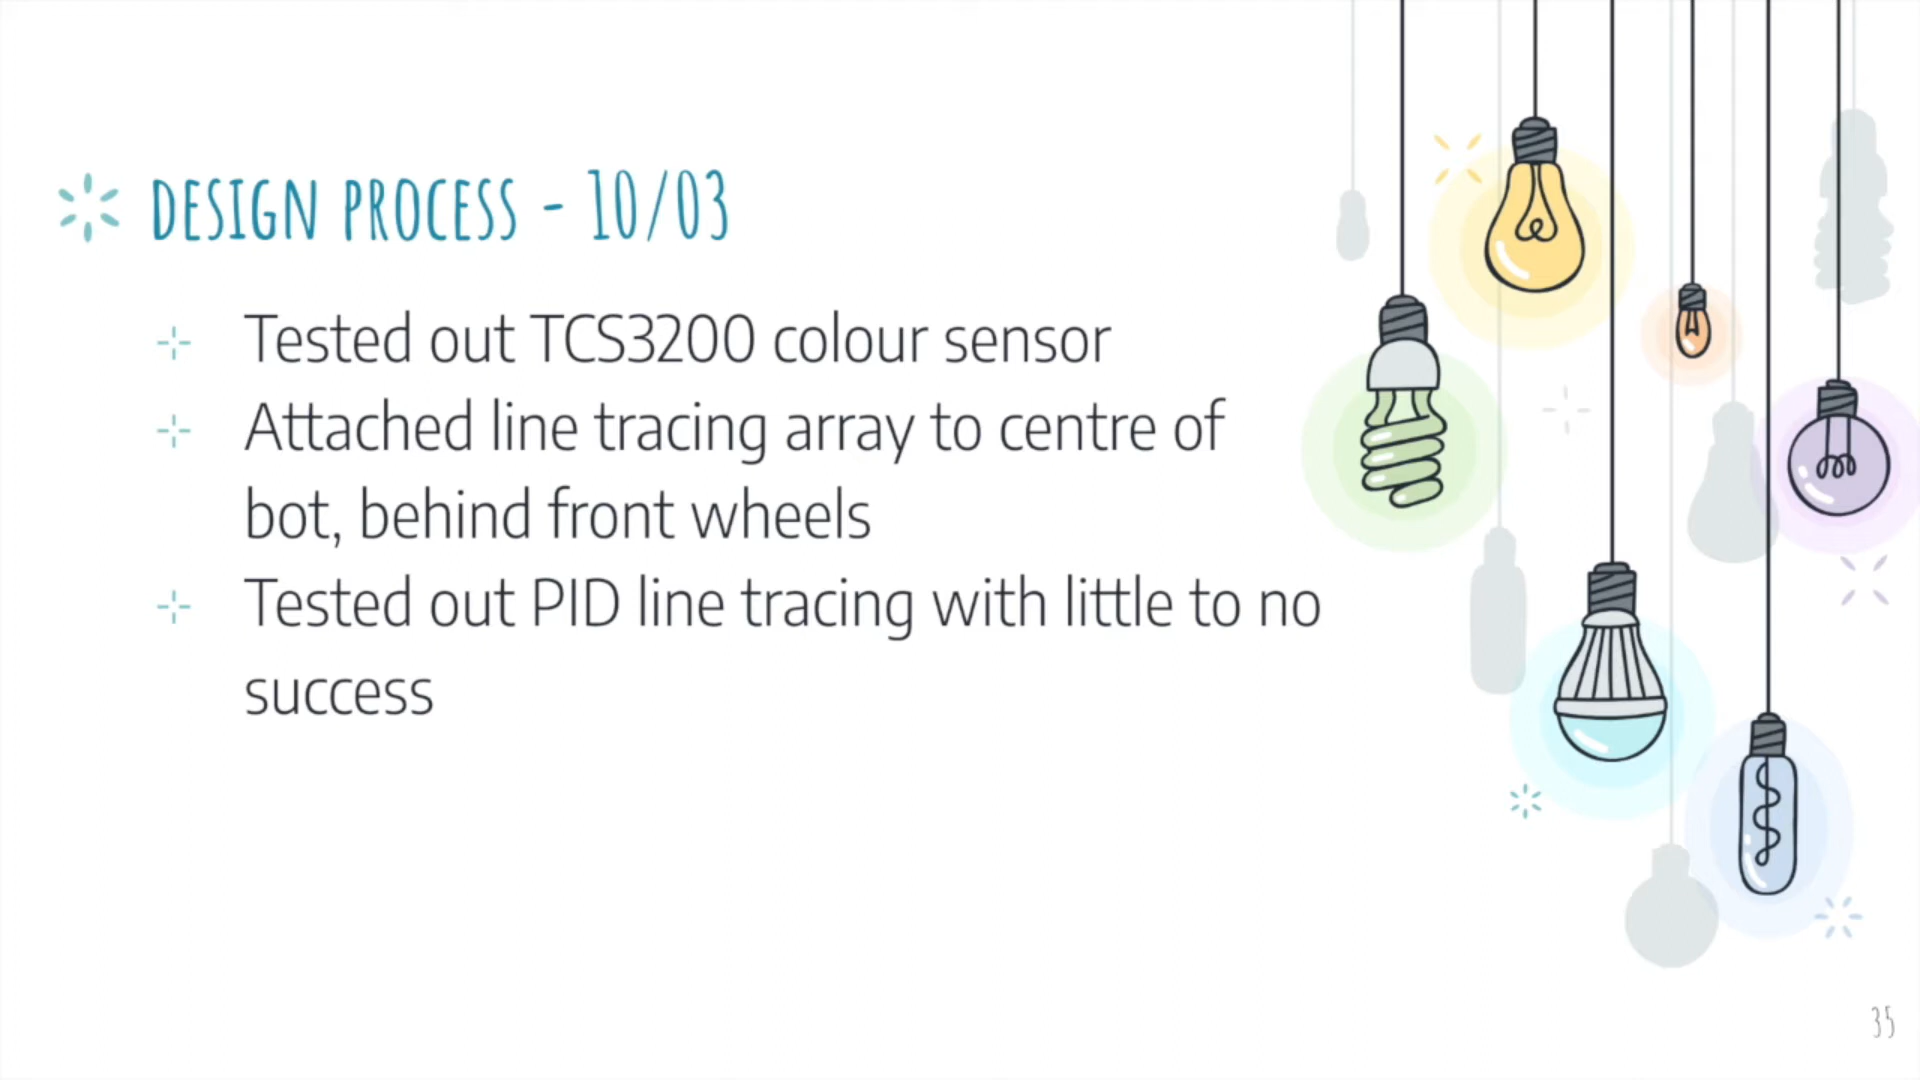 DESIGN PROCESS - 10/03
Tested out TCS3200 colour sensor
Attached line tracing array to centre of
bot, behind front wheels
Tested out PID line tracing with little to no
success
35